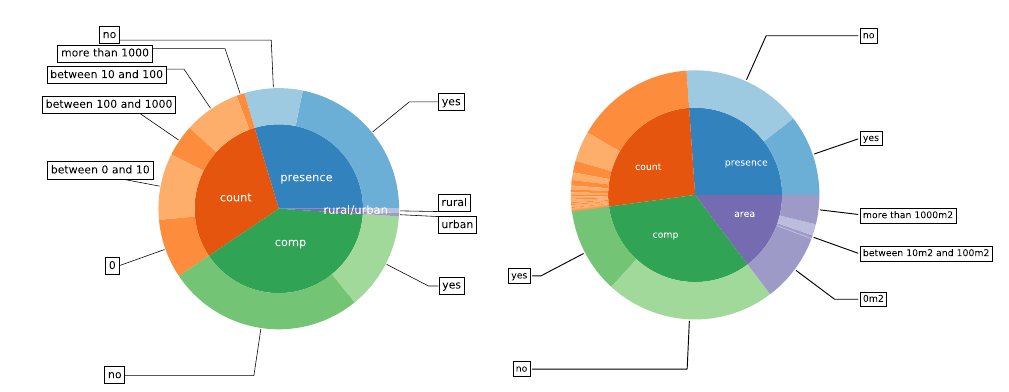 no
more than 1000
between 10 and 100
between 100 and 1000
between 0 and 10
0
no
yes
rural
urban
yes
presence
count
rural/urban
comp
no
yes
more than 1000m2
between 10m2 and 100m2
0m2
yes
no
presence
count
area
comp